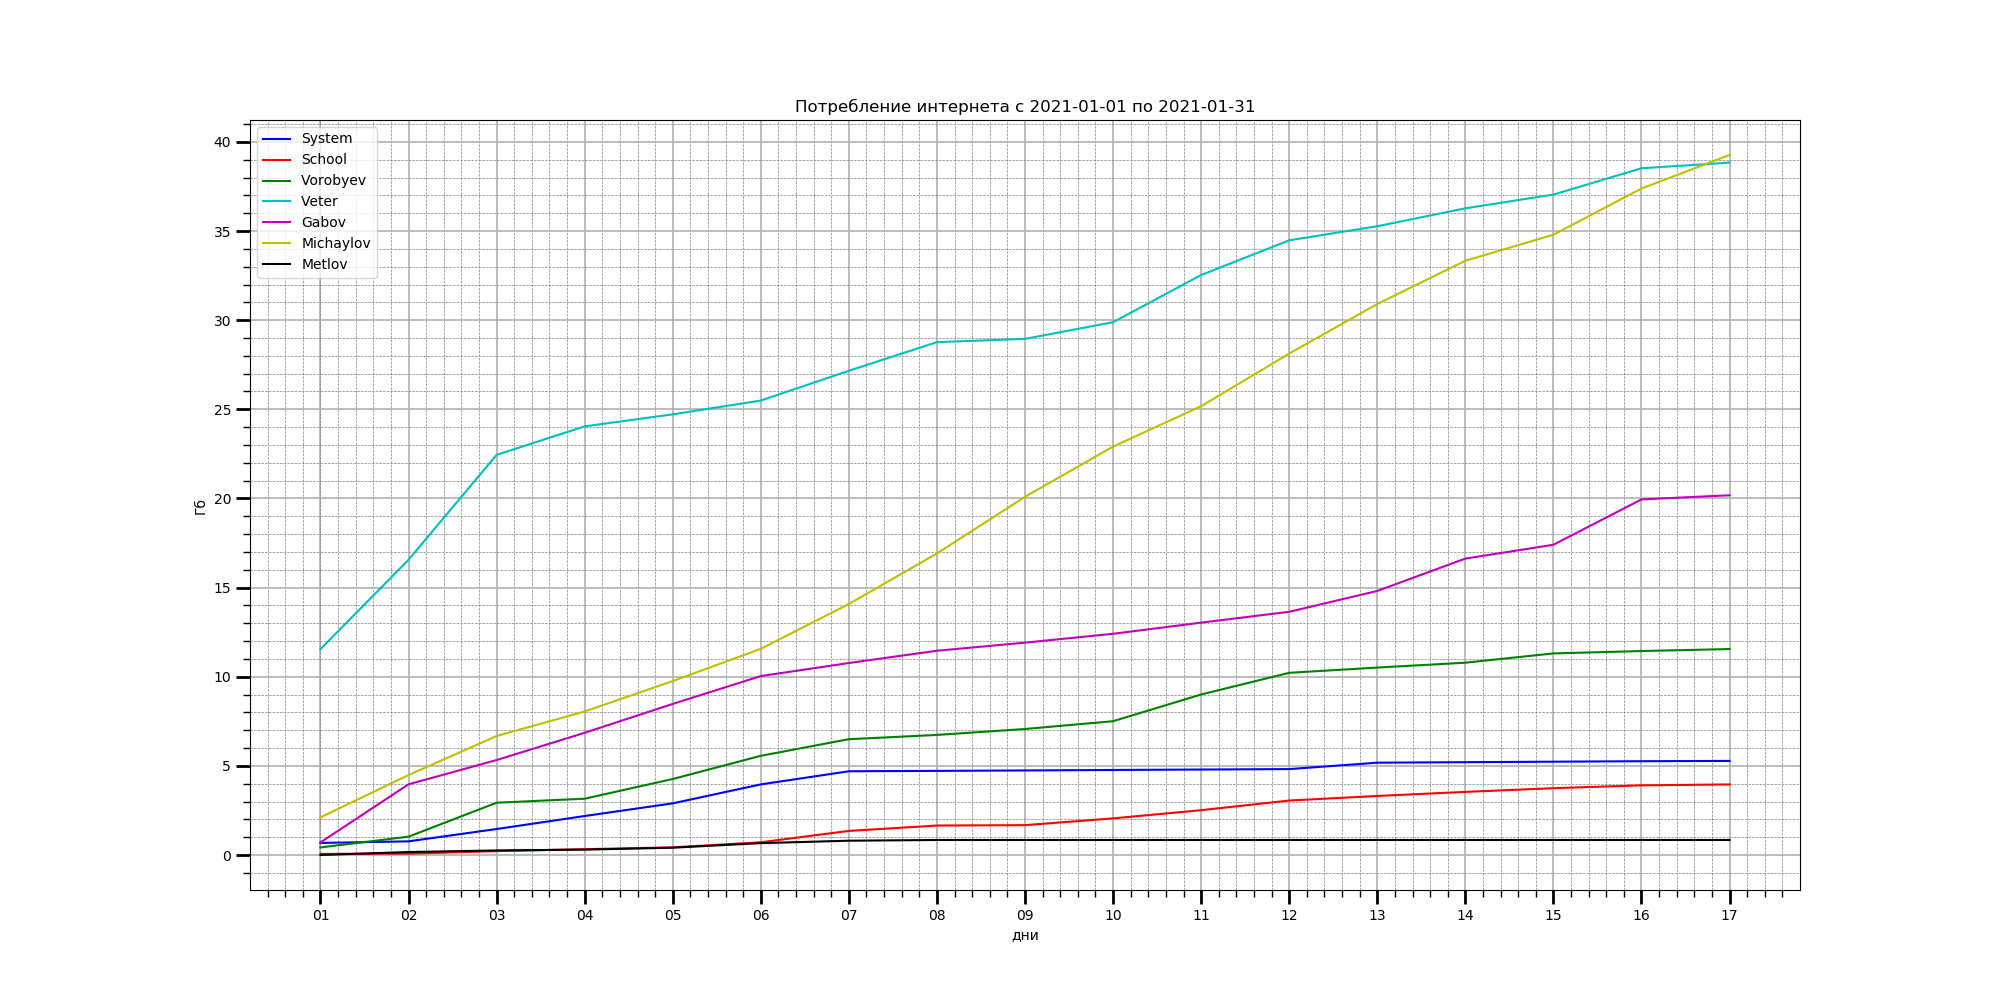 Потребление интернета с 2021-01-01 по 2021-01-31
System
School
Vorobyev
Veter
Gabov
Michaylov
Metlov
40
35
30
25
20
15
10
5
0
Гб
01 02 03 04 05 06 07 08 09 10 11 12 13 14 15 16 17
дни